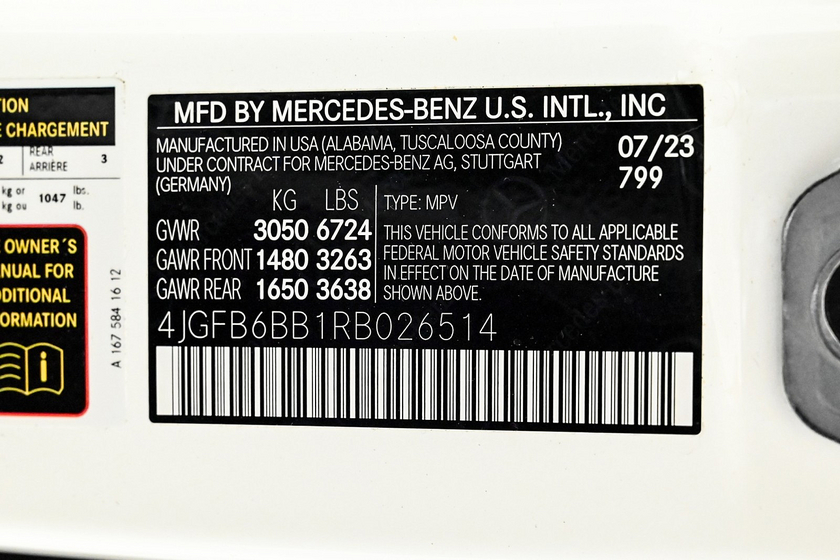 TION
E CHARGEMENT
2 REAR ARRIÈRE 3
kg or
kg ou 1047 lbs.
lb.
E OWNER´S
ANUAL FOR
DDITIONAL
FORMATION
A 167 584 16 12
MFD BY MERCEDES-BENZ U.S. INTL., INC
MANUFACTURED IN USA (ALABAMA, TUSCALOOSA COUNTY)
UNDER CONTRACT FOR MERCEDES-BENZ AG, STUTTGART
(GERMANY)
07/23
799
KG LBS
GVWR 3050 6724
GAWR FRONT 1480 3263
GAWR REAR 1650 3638
TYPE: MPV
THIS VEHICLE CONFORMS TO ALL APPLICABLE
FEDERAL MOTOR VEHICLE SAFETY STANDARDS
IN EFFECT ON THE DATE OF MANUFACTURE
SHOWN ABOVE.
4JGFB6BB1RB026514